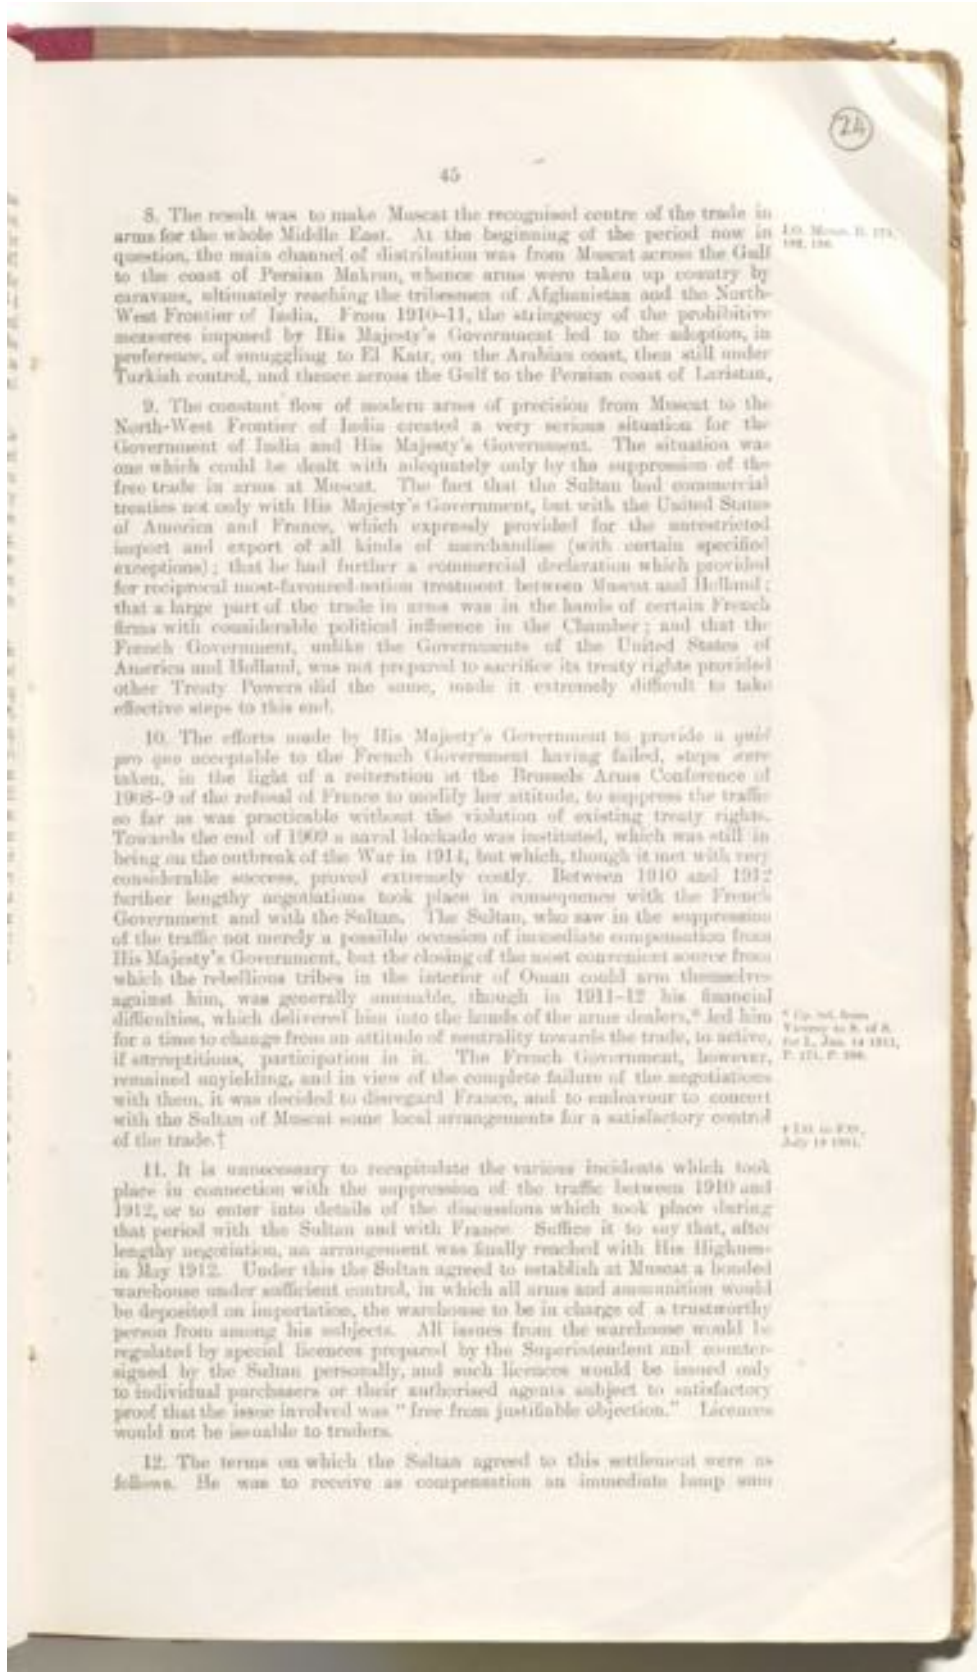 24
45
8. The result was to make Muscat the recognised centre of the trade in
arms for the whole Middle East. At the beginning of the period now in
question, the main channel of distribution was from Muscat across the Gulf
to the coast of Persian Makran, whence arms were taken up country by
caravans, ultimately reaching the tribesmen of Afghanistan and the North-
West Frontier of India. From 1910-11, the stringency of the prohibitive
measures imposed by His Majesty's Government led to the adoption, in
preference, of smuggling to El Katr, on the Arabian coast, then still under
Turkish control, and thence across the Gulf to the Persian coast of Laristan.
9. The constant flow of modern arms of precision from Muscat to the
North-West Frontier of India created a very serious situation for the
Government of India and His Majesty's Government. The situation was
one which could be dealt with adequately only by the suppression of the
free trade in arms at Muscat. The fact that the Sultan had commercial
treaties not only with His Majesty's Government, but with the United States
of America and France, which expressly provided for the unrestricted
import and export of all kinds of merchandise (with certain specified
exceptions); that he had further a commercial declaration which provided
for reciprocal most-favoured-nation treatment between Muscat and Holland;
that a large part of the trade in arms was in the hands of certain French
firms with considerable political influence in the Chamber; and that the
French Government, unlike the Governments of the United States of
America and Holland, was not prepared to sacrifice its treaty rights provided
other Treaty Powers did the same, made it extremely difficult to take
effective steps to this end.
10. The efforts made by His Majesty's Government to provide a quid
pro quo acceptable to the French Government having failed, steps were
taken, in the light of a reiteration at the Brussels Arms Conference of
1908-9 of the refusal of France to modify her attitude, to suppress the traffic
so far as was practicable without the violation of existing treaty rights.
Towards the end of 1909 a naval blockade was instituted, which was still in
being on the outbreak of the War in 1914, but which, though it met with very
considerable success, proved extremely costly. Between 1910 and 1912
further lengthy negotiations took place in consequence with the French
Government and with the Sultan. The Sultan, who saw in the suppression
of the traffic not merely a possible occasion of immediate compensation from
His Majesty's Government, but the closing of the most convenient source from
which the rebellious tribes in the interior of Oman could arm themselves
against him, was generally amenable, though in 1911-12 his financial
difficulties, which delivered him into the hands of the arms dealers,* led him
for a time to change from an attitude of neutrality towards the trade, to active,
if surreptitious, participation in it. The French Government, however,
remained unyielding, and in view of the complete failure of the negotiations
with them, it was decided to disregard France, and to endeavour to concert
with the Sultan of Muscat some local arrangements for a satisfactory control
of the trade.†
11. It is unnecessary to recapitulate the various incidents which took
place in connection with the suppression of the traffic between 1910 and
1912, or to enter into details of the discussions which took place during
that period with the Sultan and with France. Suffice it to say that, after
lengthy negotiation, an arrangement was finally reached with His Highness
in May 1912. Under this the Sultan agreed to establish at Muscat a bonded
warehouse under sufficient control, in which all arms and ammunition would
be deposited on importation, the warehouse to be in charge of a trustworthy
person from among his subjects. All issues from the warehouse would be
regulated by special licences prepared by the Superintendent and counter-
signed by the Sultan personally, and such licences would be issued only
to individual purchasers or their authorised agents subject to satisfactory
proof that the issue involved was "free from justifiable objection." Licences
would not be issuable to traders.
12. The terms on which the Sultan agreed to this settlement were as
follows. He was to receive as compensation an immediate lump sum